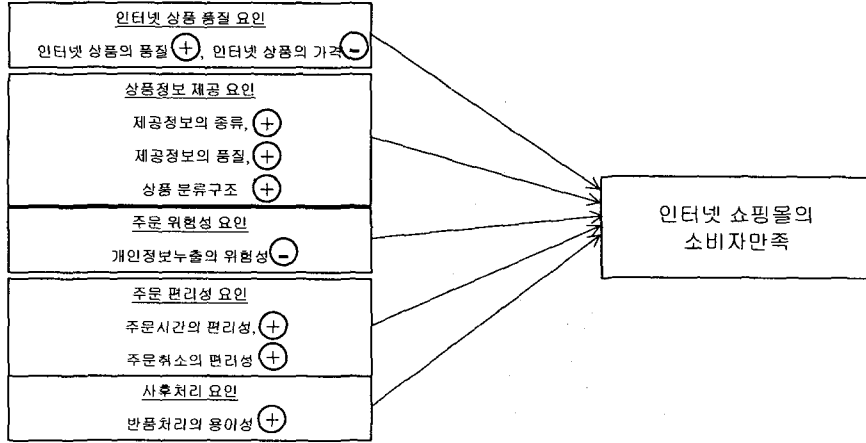 인터넷 상품 품질 요인
인터넷 상품의 품질 +, 인터넷 상품의 가격 -
상품정보 제공 요인
제공정보의 종류, +
제공정보의 품질, +
상품 분류구조 +
주문 위험성 요인
개인정보누출의 위험성 -
주문 편리성 요인
주문시간의 편리성, +
주문취소의 편리성 +
사후처리 요인
반품처리의 용이성 +
인터넷 쇼핑몰의
소비자만족